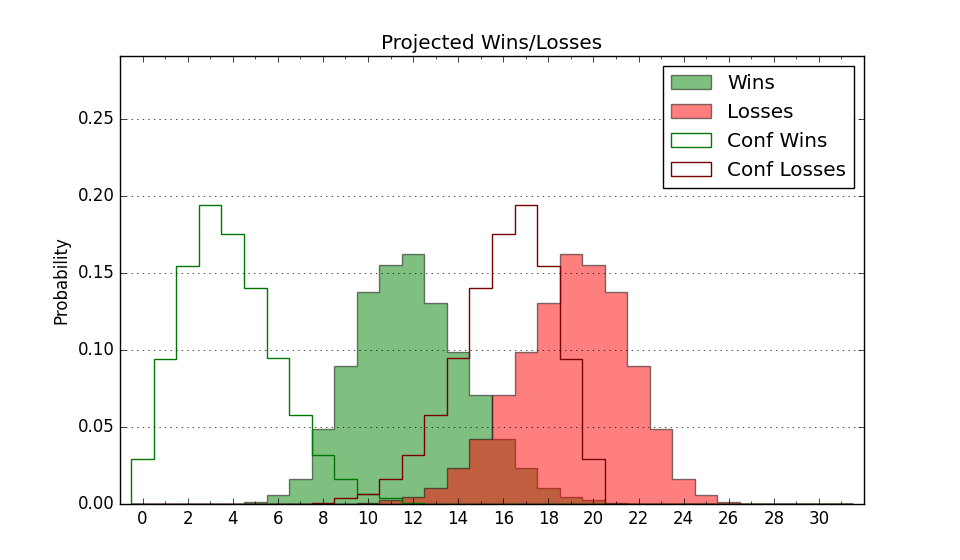 Projected Wins/Losses
Wins
Losses
Conf Wins
Conf Losses
Probability
0.25
0.20
0.15
0.10
0.05
0.00
0 2 4 6 8 10 12 14 16 18 20 22 24 26 28 30